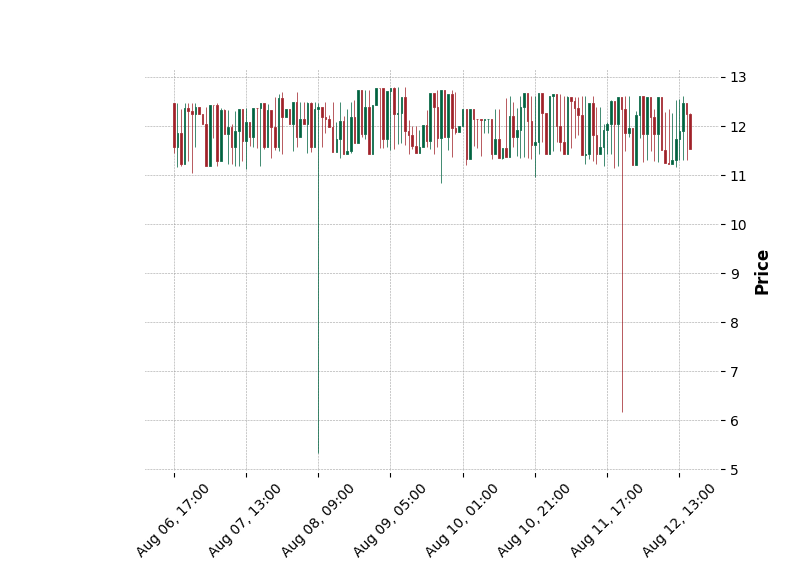 13
12
11
10
9
8
7
6
5
Price
Aug 06, 17:00
Aug 07, 13:00
Aug 08, 09:00
Aug 09, 05:00
Aug 10, 01:00
Aug 10, 21:00
Aug 11, 17:00
Aug 12, 13:00